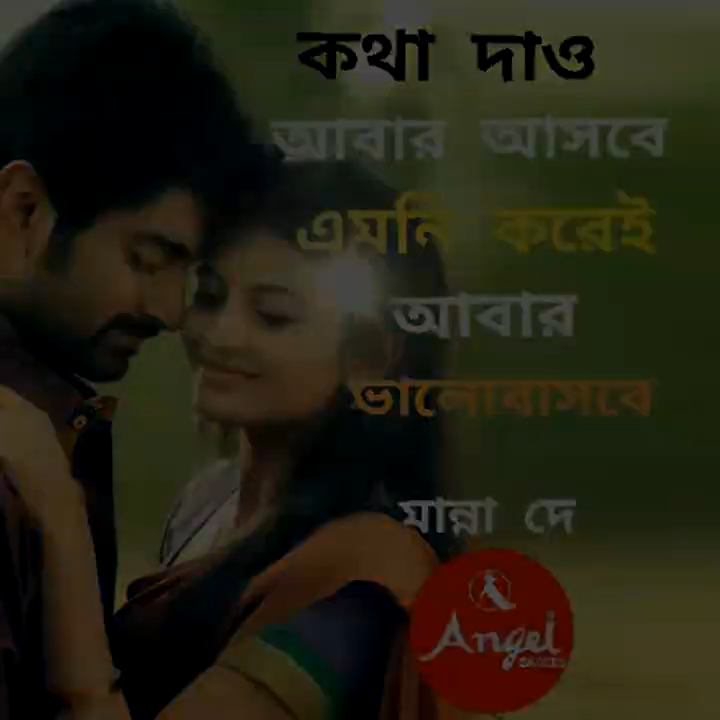 কথা দাও
আবার আসবে
এমনি করেই
আবার
ভালোবাসবে
মান্না দে
Angel